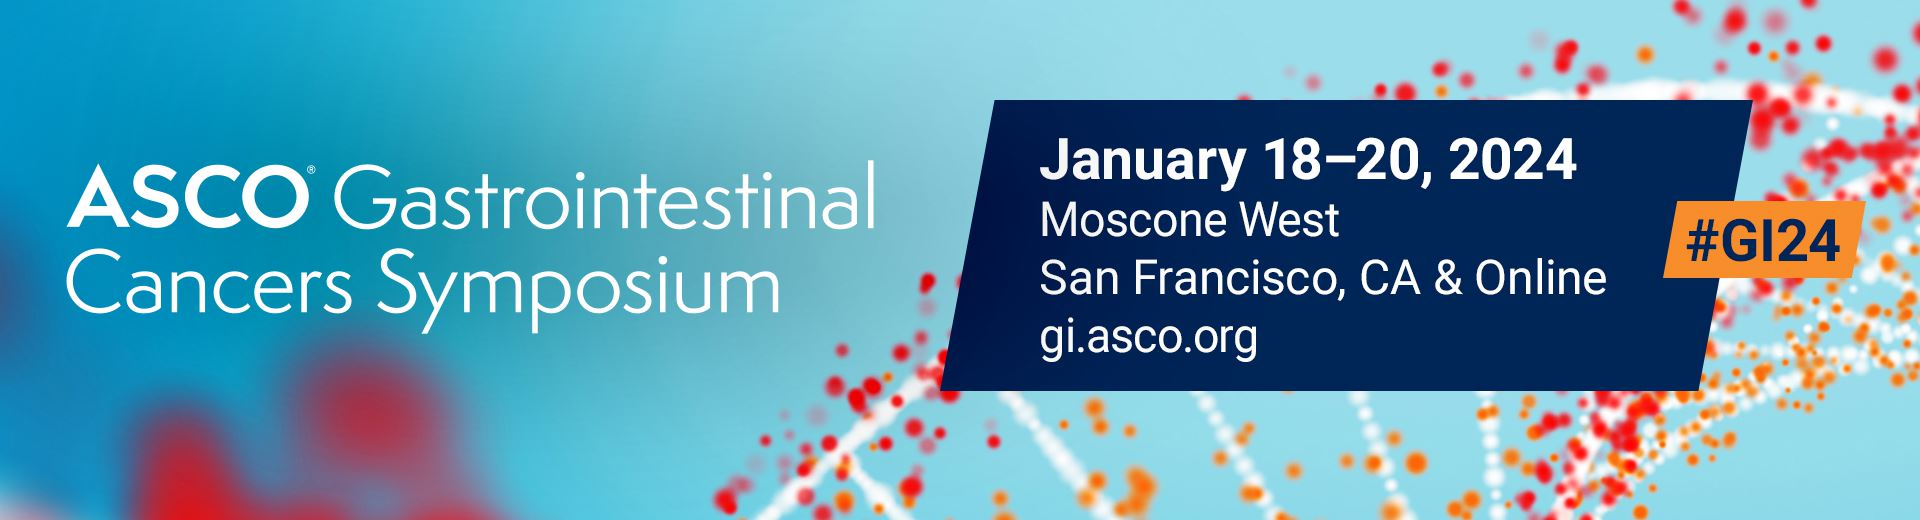 ASCO® Gastrointestinal
Cancers Symposium
January 18–20, 2024
Moscone West
San Francisco, CA & Online
gi.asco.org
#GI24